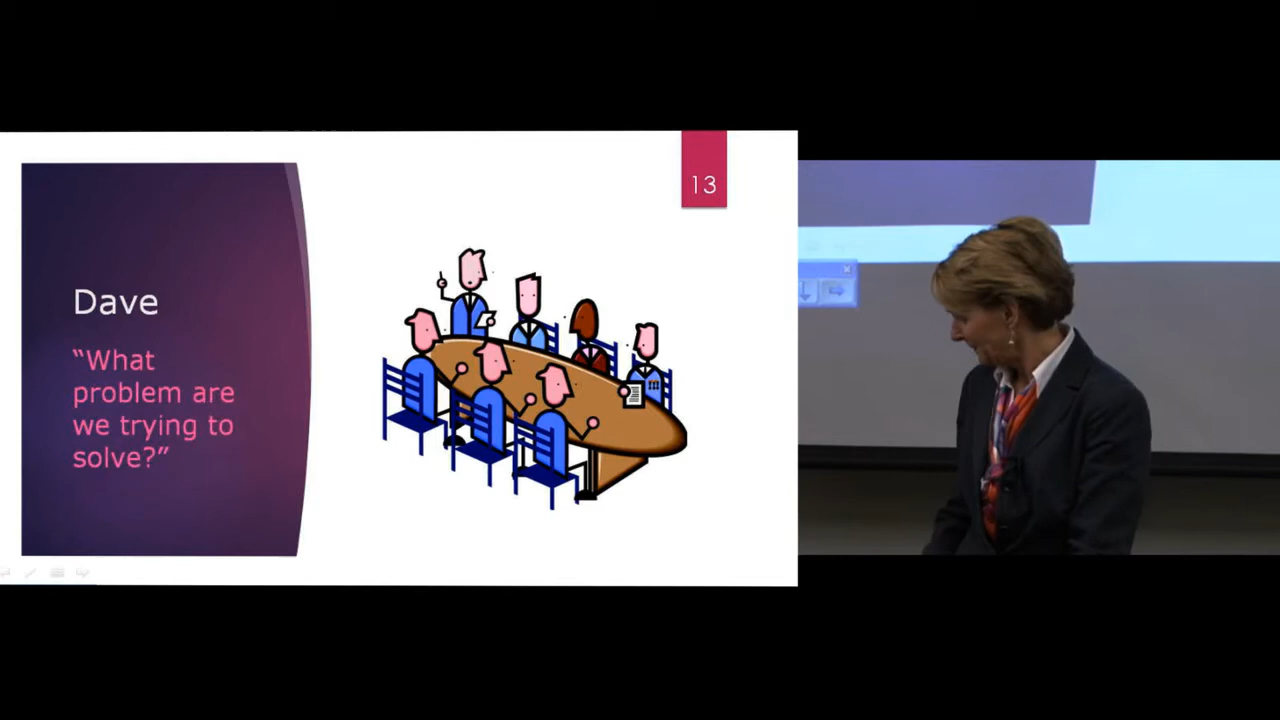 13
Dave
“What
problem are
we trying to
solve?”